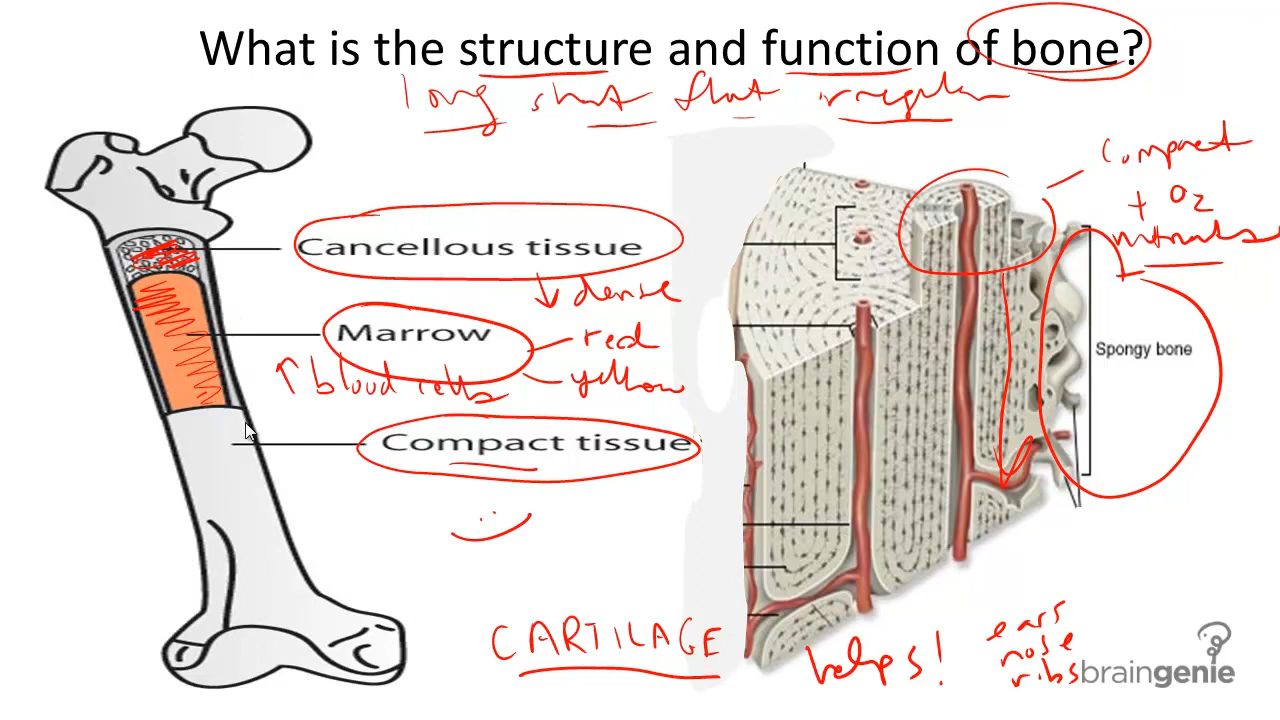 What is the structure and function of bone?
long short flat irregular
Compact
+ O2
nutrients
Cancellous tissue
↓ dense
Marrow
red
yellow
↑ blood cells
Spongy bone
Compact tissue
CARTILAGE
helps!
ears
nose
ribs
braingenie